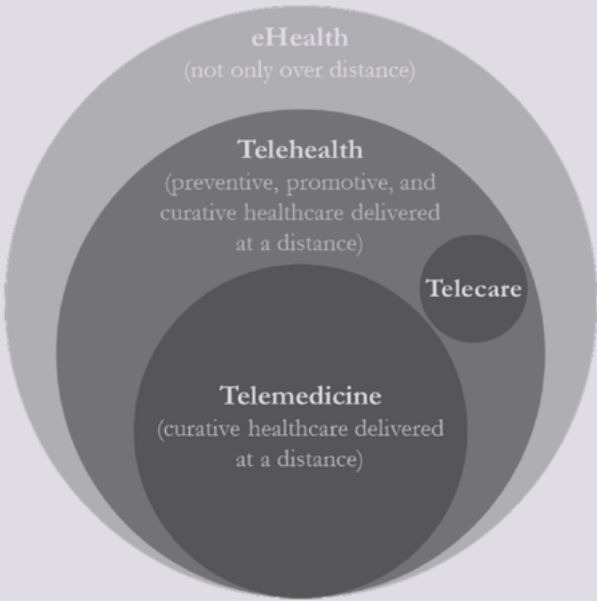 eHealth
(not only over distance)
Telehealth
(preventive, promotive, and
curative healthcare delivered
at a distance)
Telecare
Telemedicine
(curative healthcare delivered
at a distance)